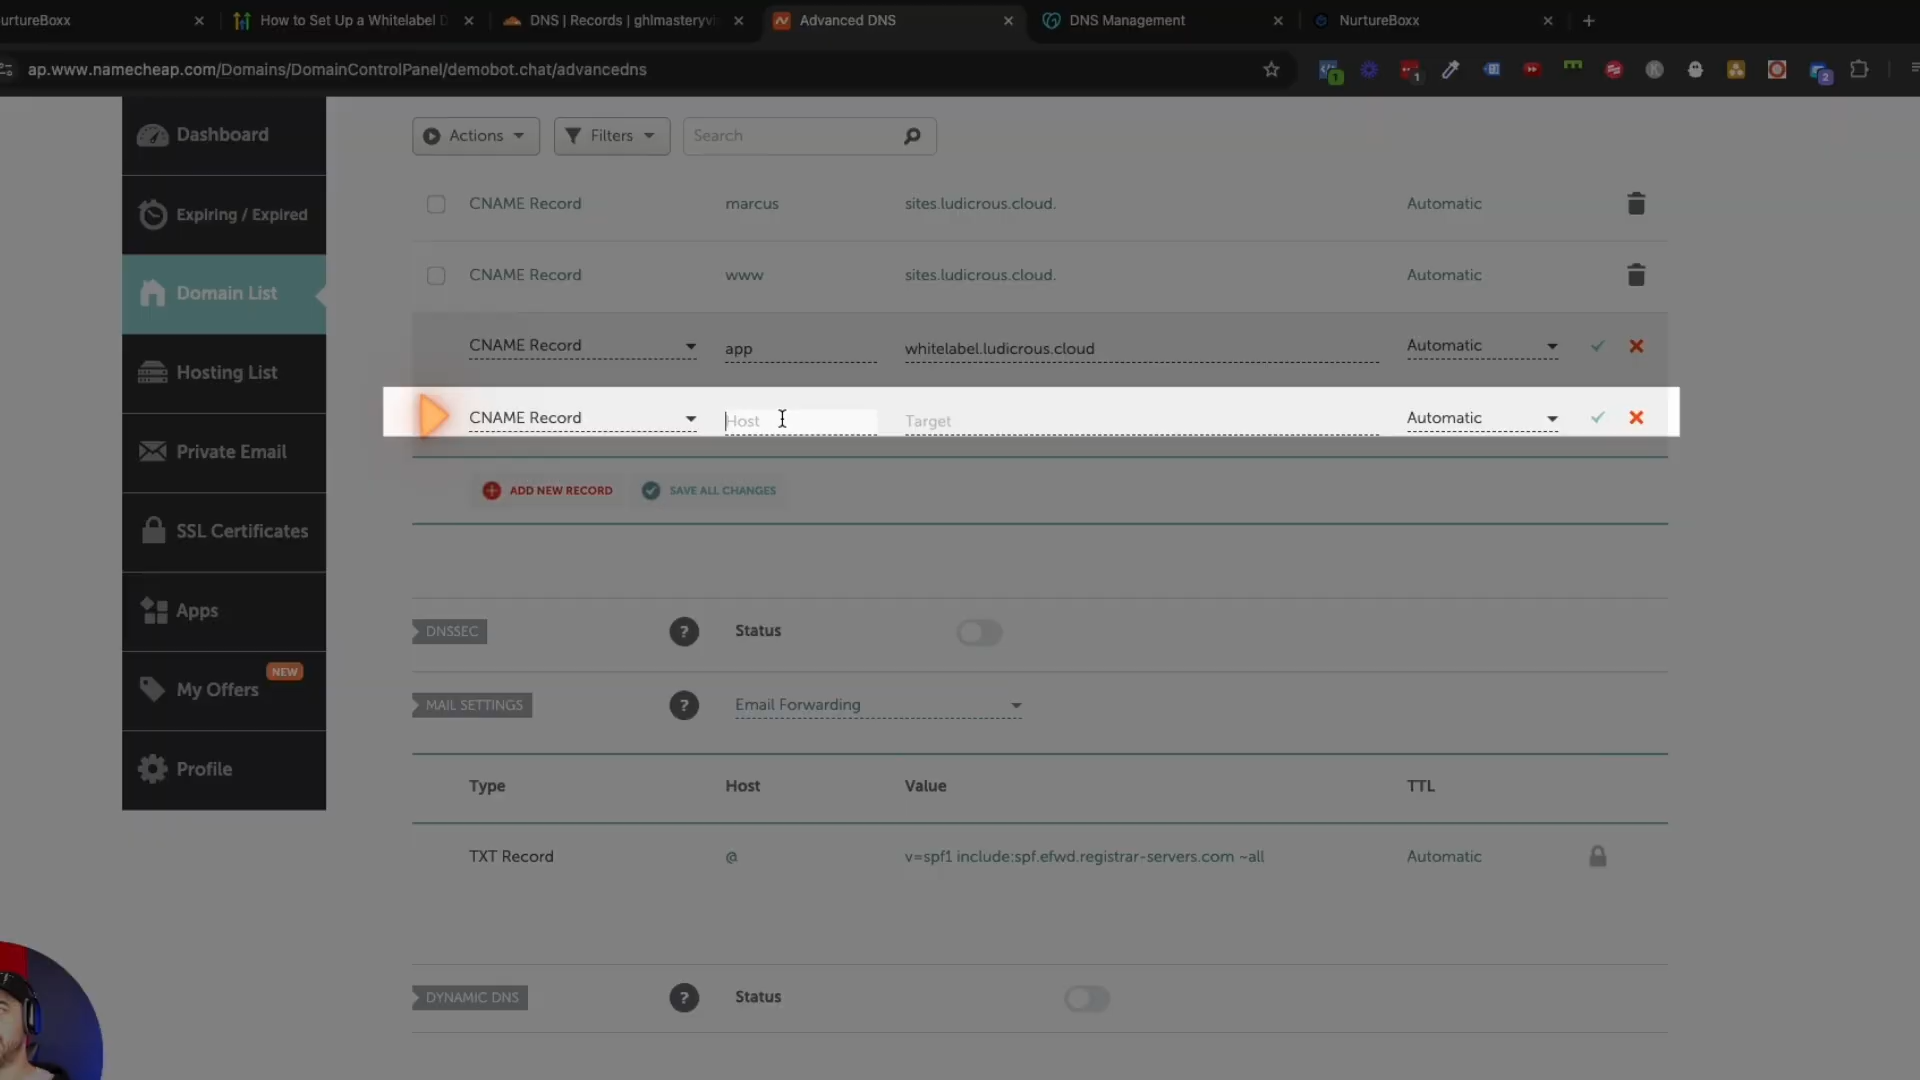 urtureBoxx
How to Set Up a Whitelabel D
DNS | Records | ghlmasteryvi
Advanced DNS
DNS Management
NurtureBoxx
ap.www.namecheap.com/Domains/DomainControlPanel/demobot.chat/advancedns
1
1
K
2
Dashboard
Expiring / Expired
Domain List
Hosting List
Private Email
SSL Certificates
Apps
My Offers
NEW
Profile
Actions
Filters
Search
CNAME Record marcus sites.ludicrous.cloud. Automatic
CNAME Record www sites.ludicrous.cloud. Automatic
CNAME Record app whitelabel.ludicrous.cloud Automatic
CNAME Record Host Target Automatic
ADD NEW RECORD SAVE ALL CHANGES
DNSSEC ? Status
MAIL SETTINGS ? Email Forwarding
Type Host Value TTL
TXT Record @ v=spf1 include:spf.efwd.registrar-servers.com ~all Automatic
DYNAMIC DNS ? Status